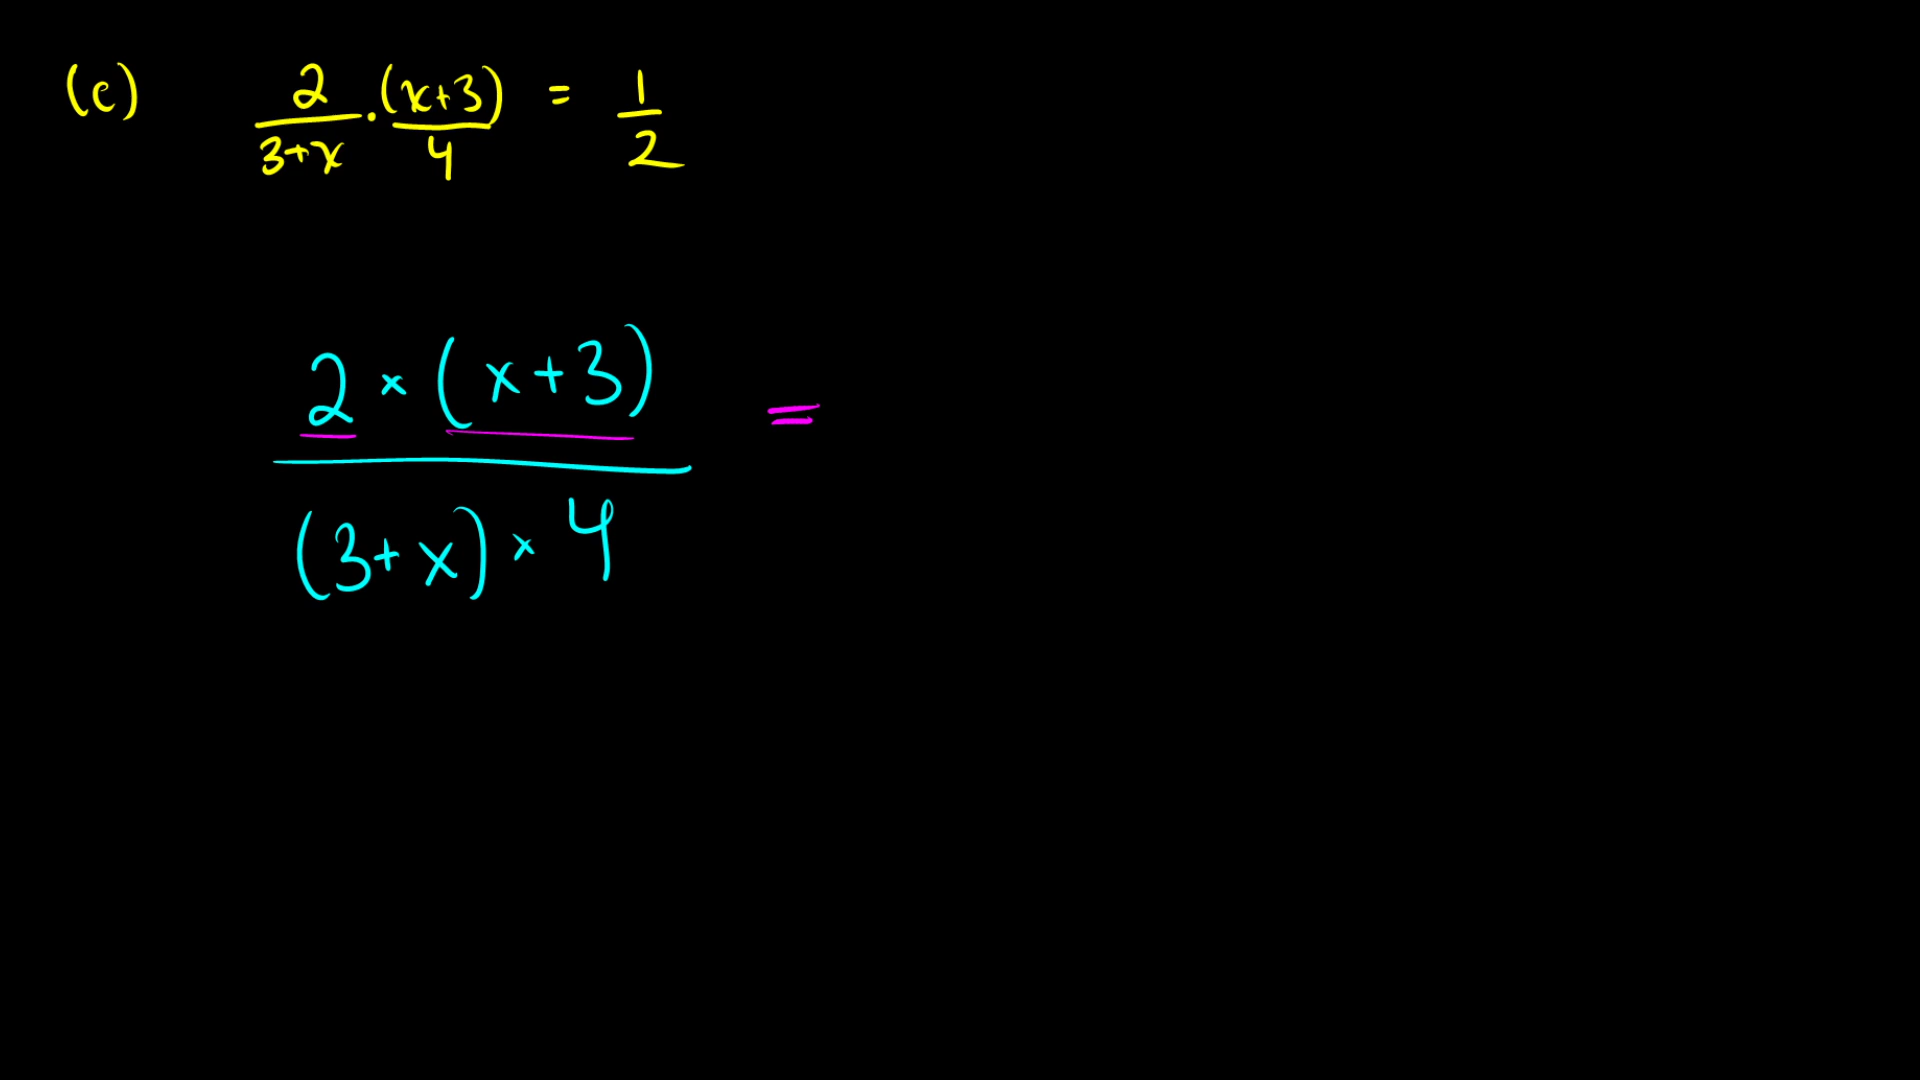 (c) 2/(3+x) · (x+3)/4 = 1/2
2 × (x+3) / (3+x) × 4 =